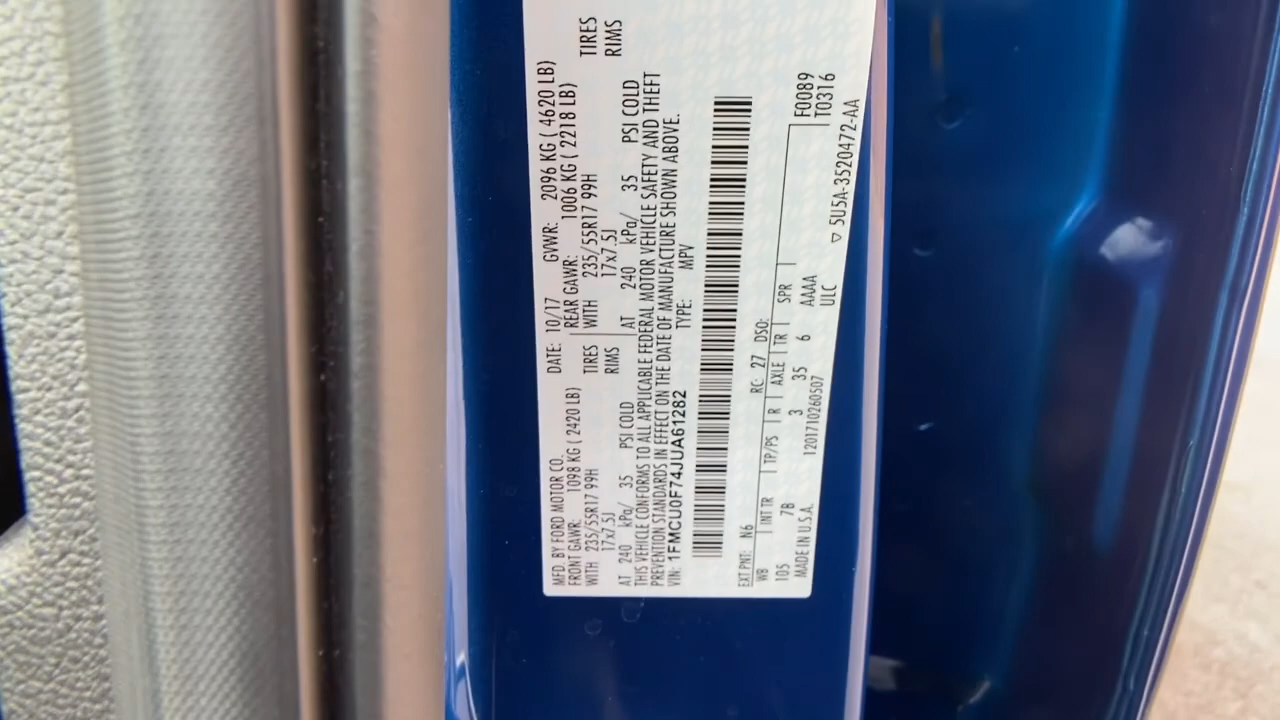 MFD. BY FORD MOTOR CO.
DATE: 10/17 GVWR: 2096 KG ( 4620 LB)
FRONT GAWR: 1098 KG ( 2420 LB) REAR GAWR: 1006 KG ( 2218 LB)
WITH 235/55R17 99H TIRES WITH 235/55R17 99H TIRES
17x7.5J RIMS 17x7.5J RIMS
AT 240 kPa/ 35 PSI COLD AT 240 kPa/ 35 PSI COLD
THIS VEHICLE CONFORMS TO ALL APPLICABLE FEDERAL MOTOR VEHICLE SAFETY AND THEFT
PREVENTION STANDARDS IN EFFECT ON THE DATE OF MANUFACTURE SHOWN ABOVE.
VIN: 1FMCU0F74JUA61282 TYPE: MPV
EXT PNT: N6 RC: 27 DSO:
WB INT TR TP/PS R AXLE TR SPR F0089
105 7B 3 35 6 AAAA T0316
MADE IN U.S.A. 1201710260507 ULC
▽ 5U5A-3520472-AA